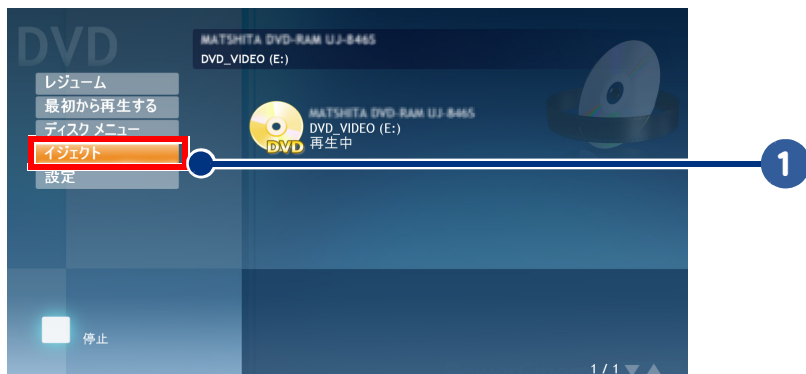 DVD
MATSHITA DVD-RAM UJ-846S
DVD_VIDEO (E:)
レジューム
最初から再生する
ディスク メニュー
イジェクト
設定
MATSHITA DVD-RAM UJ-846S
DVD_VIDEO (E:)
DVD
再生中
1
停止
1 / 1